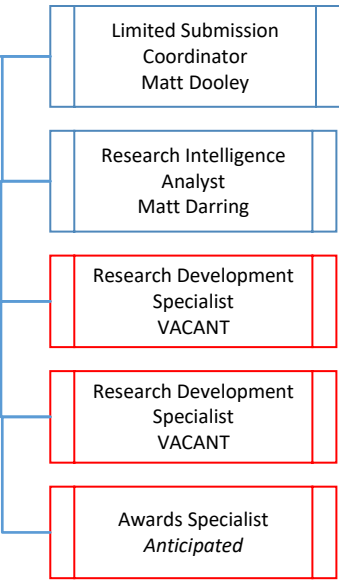 Limited Submission
Coordinator
Matt Dooley
Research Intelligence
Analyst
Matt Darring
Research Development
Specialist
VACANT
Research Development
Specialist
VACANT
Awards Specialist
Anticipated